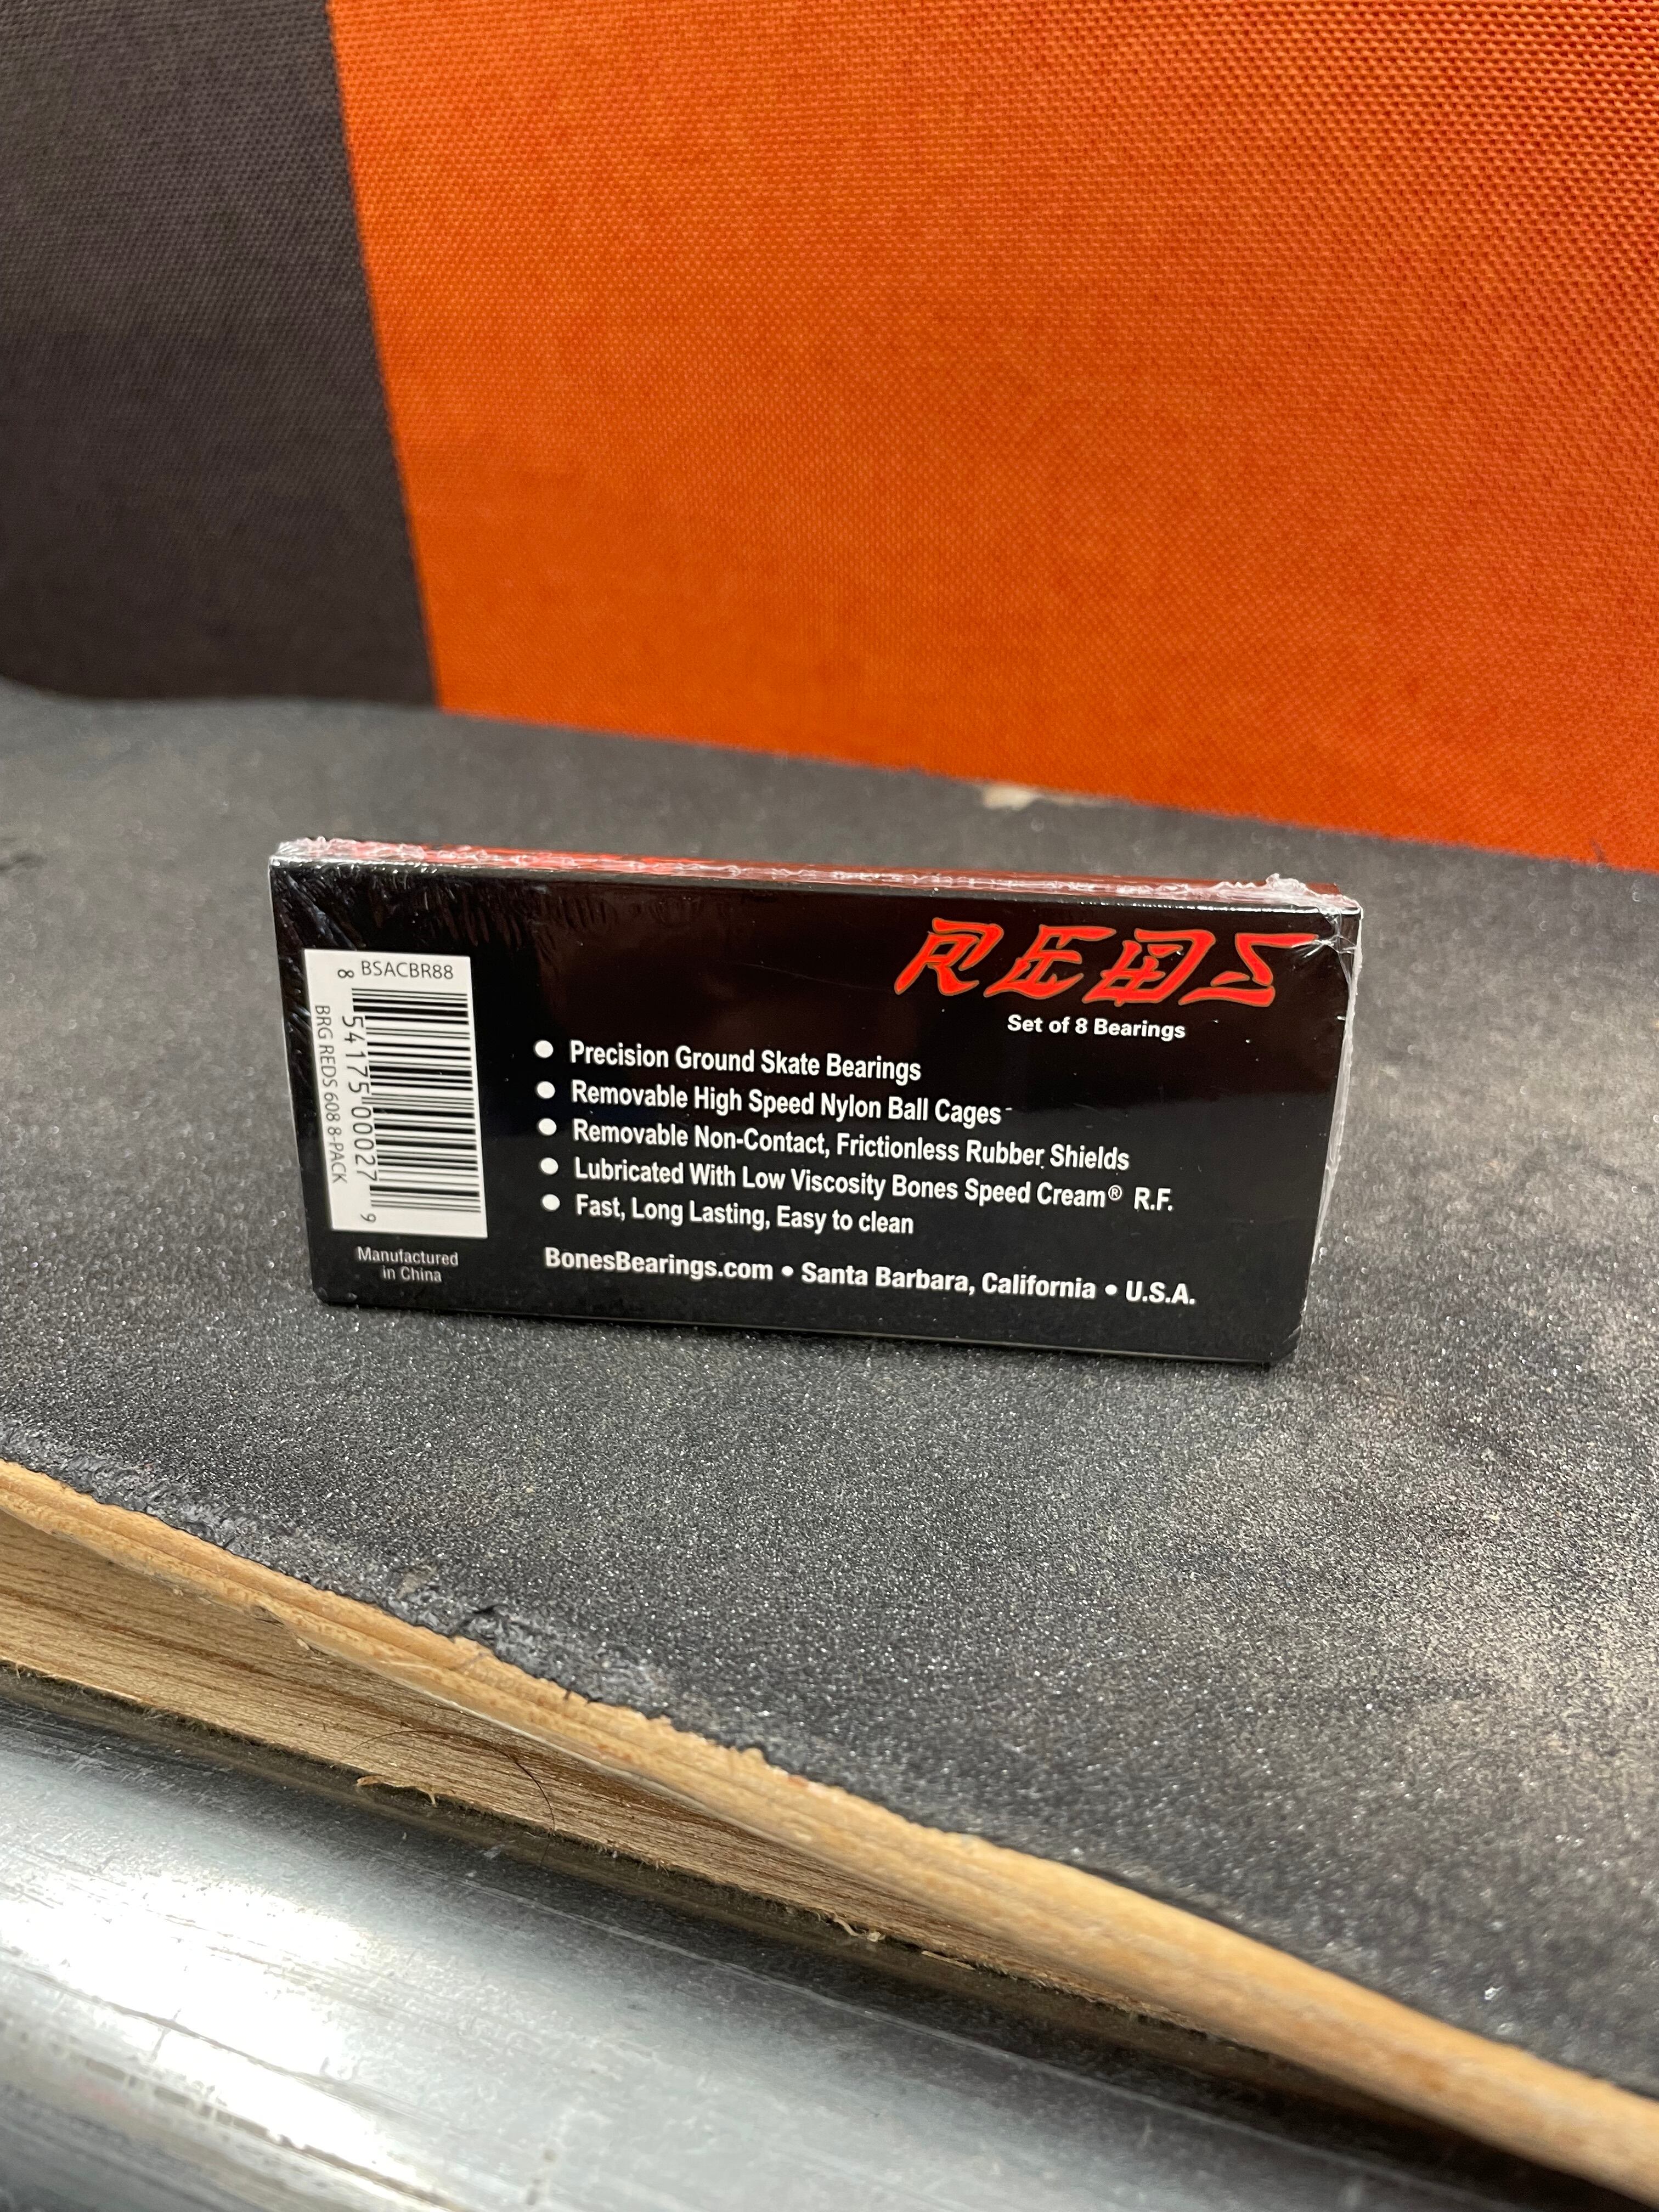 REDS
Set of 8 Bearings
BSACBR88
8 54175 00027 9
BRG REDS 608 8-PACK
Manufactured
in China
● Precision Ground Skate Bearings
● Removable High Speed Nylon Ball Cages
● Removable Non-Contact, Frictionless Rubber Shields
● Lubricated With Low Viscosity Bones Speed Cream® R.F.
● Fast, Long Lasting, Easy to clean
BonesBearings.com • Santa Barbara, California • U.S.A.